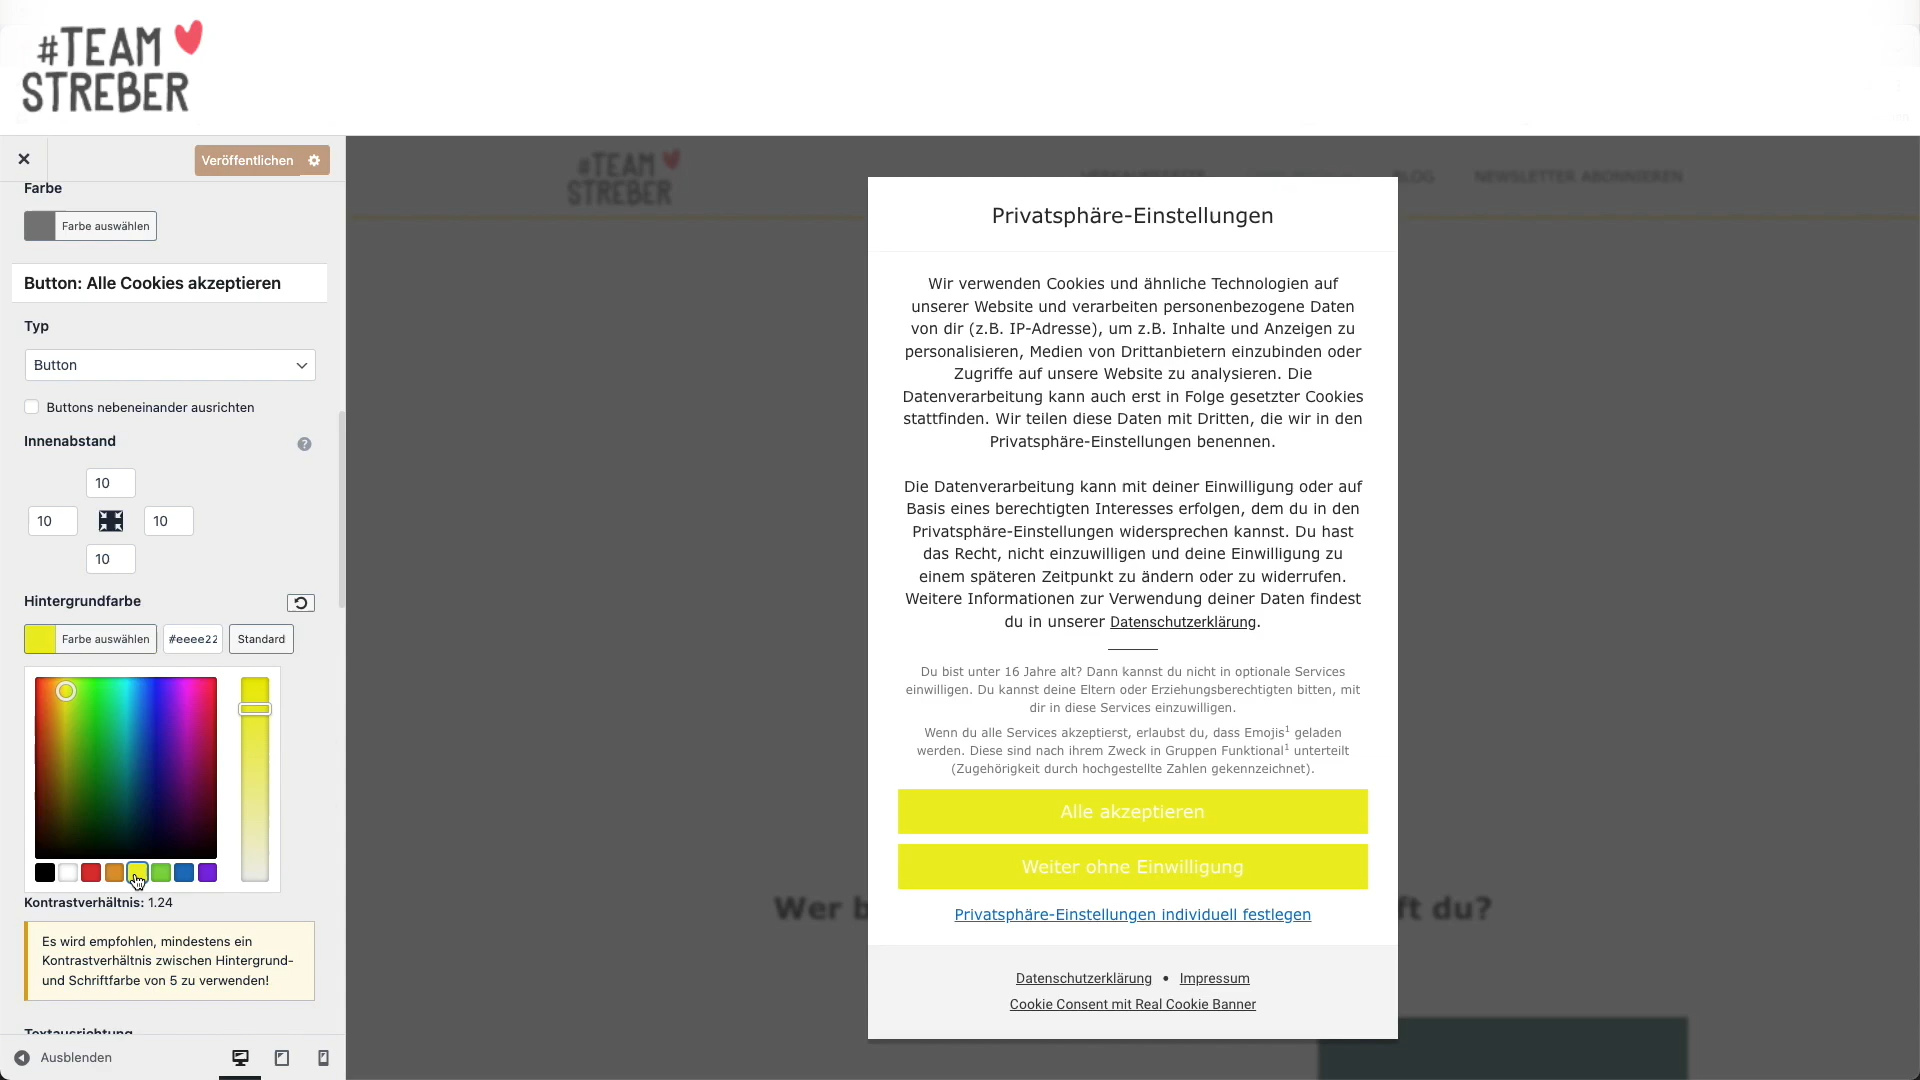 #TEAM
STREBER
Veröffentlichen
Farbe
Farbe auswählen
Button: Alle Cookies akzeptieren
Typ
Button
Buttons nebeneinander ausrichten
Innenabstand
?
10
10
10
10
Hintergrundfarbe
Farbe auswählen
#eeee22
Standard
Kontrastverhältnis: 1.24
Es wird empfohlen, mindestens ein
Kontrastverhältnis zwischen Hintergrund-
und Schriftfarbe von 5 zu verwenden!
Textausrichtung
Ausblenden
#TEAM
STREBER
BLOG
NEWSLETTER ABONNIEREN
Privatsphäre-Einstellungen
Wir verwenden Cookies und ähnliche Technologien auf
unserer Website und verarbeiten personenbezogene Daten
von dir (z.B. IP-Adresse), um z.B. Inhalte und Anzeigen zu
personalisieren, Medien von Drittanbietern einzubinden oder
Zugriffe auf unsere Website zu analysieren. Die
Datenverarbeitung kann auch erst in Folge gesetzter Cookies
stattfinden. Wir teilen diese Daten mit Dritten, die wir in den
Privatsphäre-Einstellungen benennen.
Die Datenverarbeitung kann mit deiner Einwilligung oder auf
Basis eines berechtigten Interesses erfolgen, dem du in den
Privatsphäre-Einstellungen widersprechen kannst. Du hast
das Recht, nicht einzuwilligen und deine Einwilligung zu
einem späteren Zeitpunkt zu ändern oder zu widerrufen.
Weitere Informationen zur Verwendung deiner Daten findest
du in unserer Datenschutzerklärung.
Du bist unter 16 Jahre alt? Dann kannst du nicht in optionale Services
einwilligen. Du kannst deine Eltern oder Erziehungsberechtigten bitten, mit
dir in diese Services einzuwilligen.
Wenn du alle Services akzeptierst, erlaubst du, dass Emojis¹ geladen
werden. Diese sind nach ihrem Zweck in Gruppen Funktional¹ unterteilt
(Zugehörigkeit durch hochgestellte Zahlen gekennzeichnet).
Alle akzeptieren
Weiter ohne Einwilligung
Privatsphäre-Einstellungen individuell festlegen
Wer b
ft du?
Datenschutzerklärung • Impressum
Cookie Consent mit Real Cookie Banner